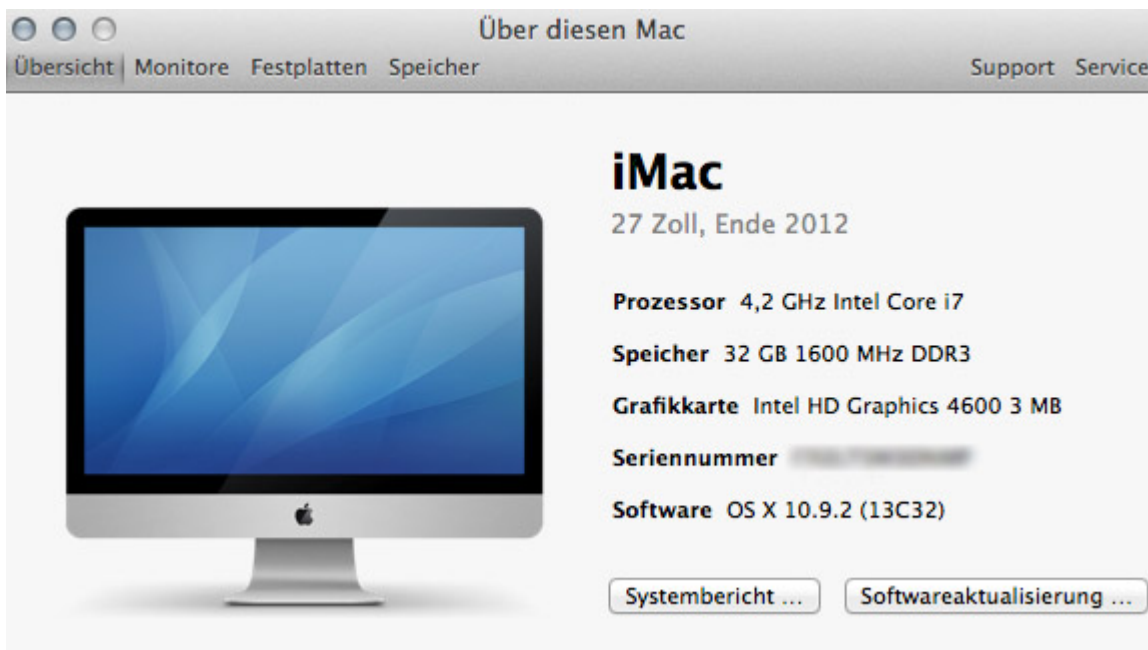 Über diesen Mac
Übersicht Monitore Festplatten Speicher Support Service
iMac
27 Zoll, Ende 2012
Prozessor 4,2 GHz Intel Core i7
Speicher 32 GB 1600 MHz DDR3
Grafikkarte Intel HD Graphics 4600 3 MB
Seriennummer
Software OS X 10.9.2 (13C32)
Systembericht ... Softwareaktualisierung ...